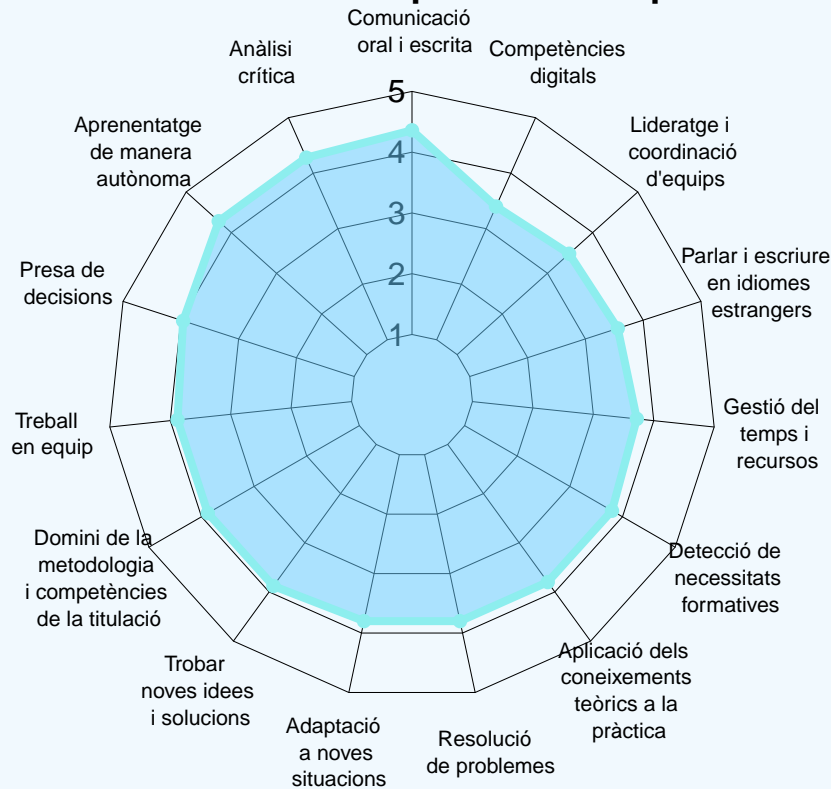 Comunicació
oral i escrita
Competències
digitals
Lideratge i
coordinació
d'equips
Parlar i escriure
en idiomes
estrangers
Gestió del
temps i
recursos
Detecció de
necessitats
formatives
Aplicació dels
coneixements
teòrics a la
pràctica
Resolució
de problemes
Adaptació
a noves
situacions
Trobar
noves idees
i solucions
Domini de la
metodologia
i competències
de la titulació
Treball
en equip
Presa de
decisions
Aprenentatge
de manera
autònoma
Anàlisi
crítica
5
4
3
2
1